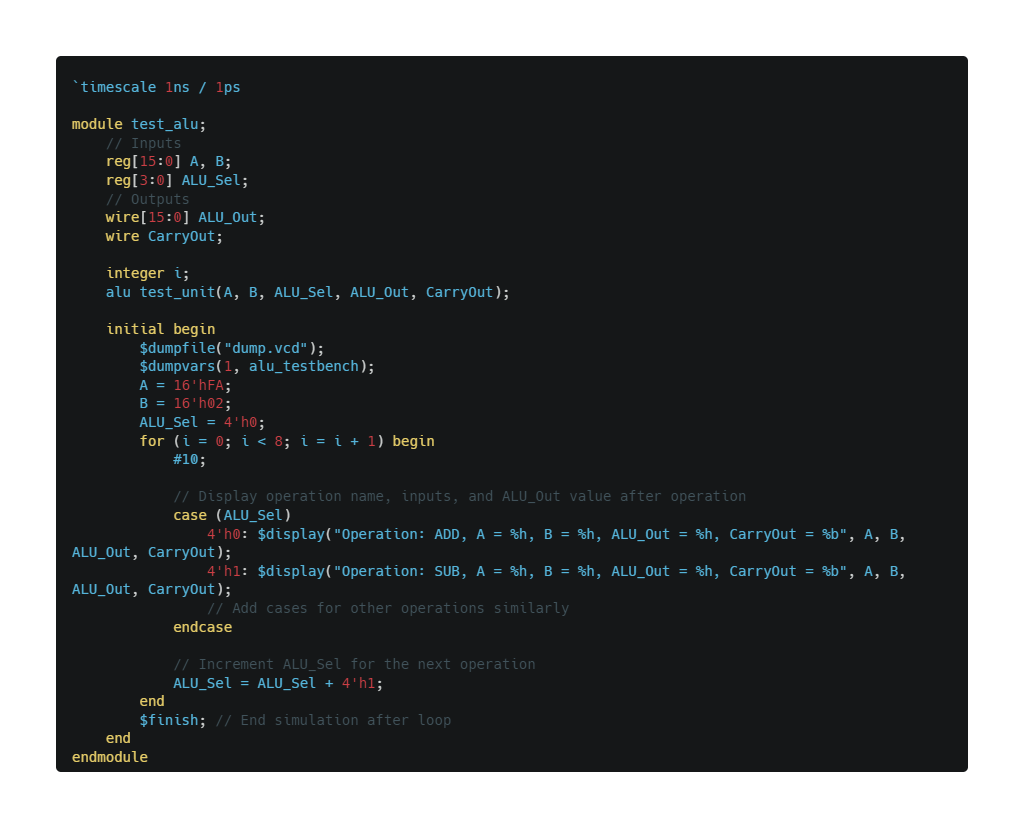 `timescale 1ns / 1ps

module test_alu;
    // Inputs
    reg[15:0] A, B;
    reg[3:0] ALU_Sel;
    // Outputs
    wire[15:0] ALU_Out;
    wire CarryOut;

    integer i;
    alu test_unit(A, B, ALU_Sel, ALU_Out, CarryOut);

    initial begin
        $dumpfile("dump.vcd");
        $dumpvars(1, alu_testbench);
        A = 16'hFA;
        B = 16'h02;
        ALU_Sel = 4'h0;
        for (i = 0; i < 8; i = i + 1) begin
            #10;

            // Display operation name, inputs, and ALU_Out value after operation
            case (ALU_Sel)
                4'h0: $display("Operation: ADD, A = %h, B = %h, ALU_Out = %h, CarryOut = %b", A, B,
ALU_Out, CarryOut);
                4'h1: $display("Operation: SUB, A = %h, B = %h, ALU_Out = %h, CarryOut = %b", A, B,
ALU_Out, CarryOut);
                // Add cases for other operations similarly
            endcase

            // Increment ALU_Sel for the next operation
            ALU_Sel = ALU_Sel + 4'h1;
        end
        $finish; // End simulation after loop
    end
endmodule